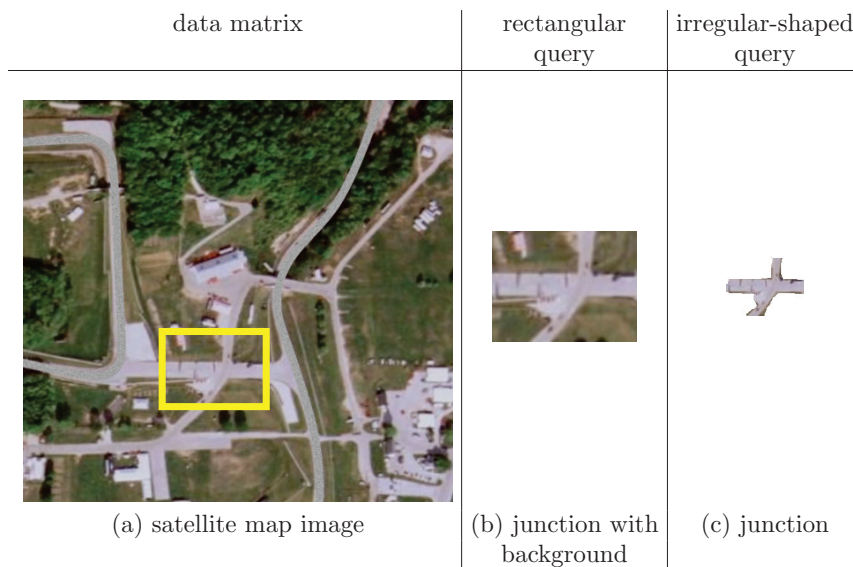 data matrix
rectangular
query
irregular-shaped
query
(a) satellite map image
(b) junction with
background
(c) junction